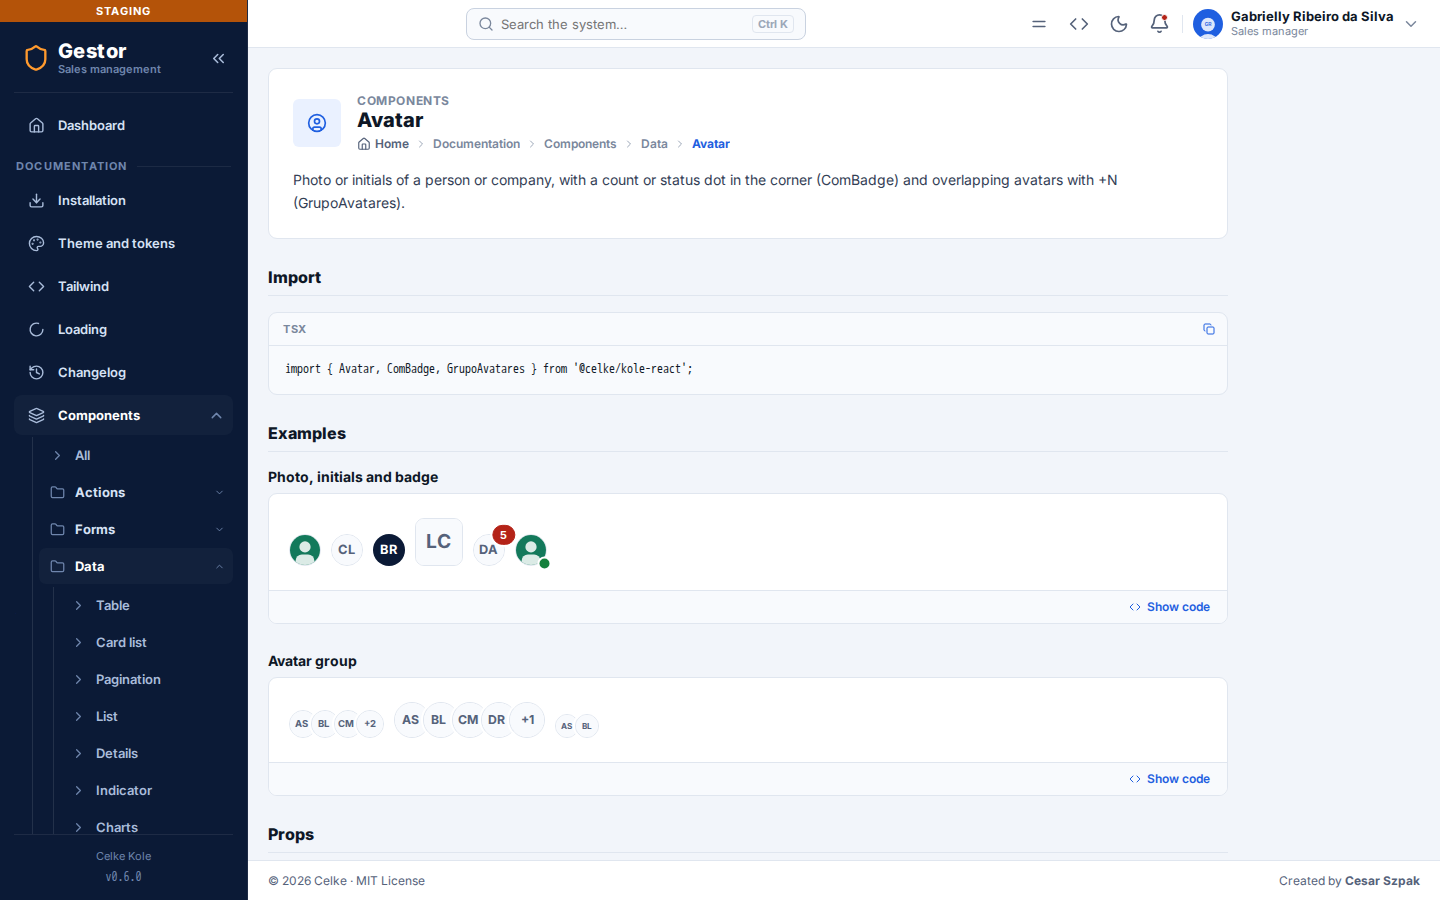 STAGING
Gestor
Sales management
Dashboard
DOCUMENTATION
Installation
Theme and tokens
Tailwind
Loading
Changelog
Components
All
Actions
Forms
Data
Table
Card list
Pagination
List
Details
Indicator
Charts
Celke Kole
v0.6.0
Search the system...
Ctrl K
GR
Gabrielly Ribeiro da Silva
Sales manager
COMPONENTS
Avatar
Home
Documentation
Components
Data
Avatar
Photo or initials of a person or company, with a count or status dot in the corner (ComBadge) and overlapping avatars with +N
(GrupoAvatares).
Import
TSX
import { Avatar, ComBadge, GrupoAvatares } from '@celke/kole-react';
Examples
Photo, initials and badge
CL
BR
LC
DA
5
Show code
Avatar group
AS BL CM +2
AS BL CM DR +1
AS BL
Show code
Props
© 2026 Celke · MIT License
Created by Cesar Szpak